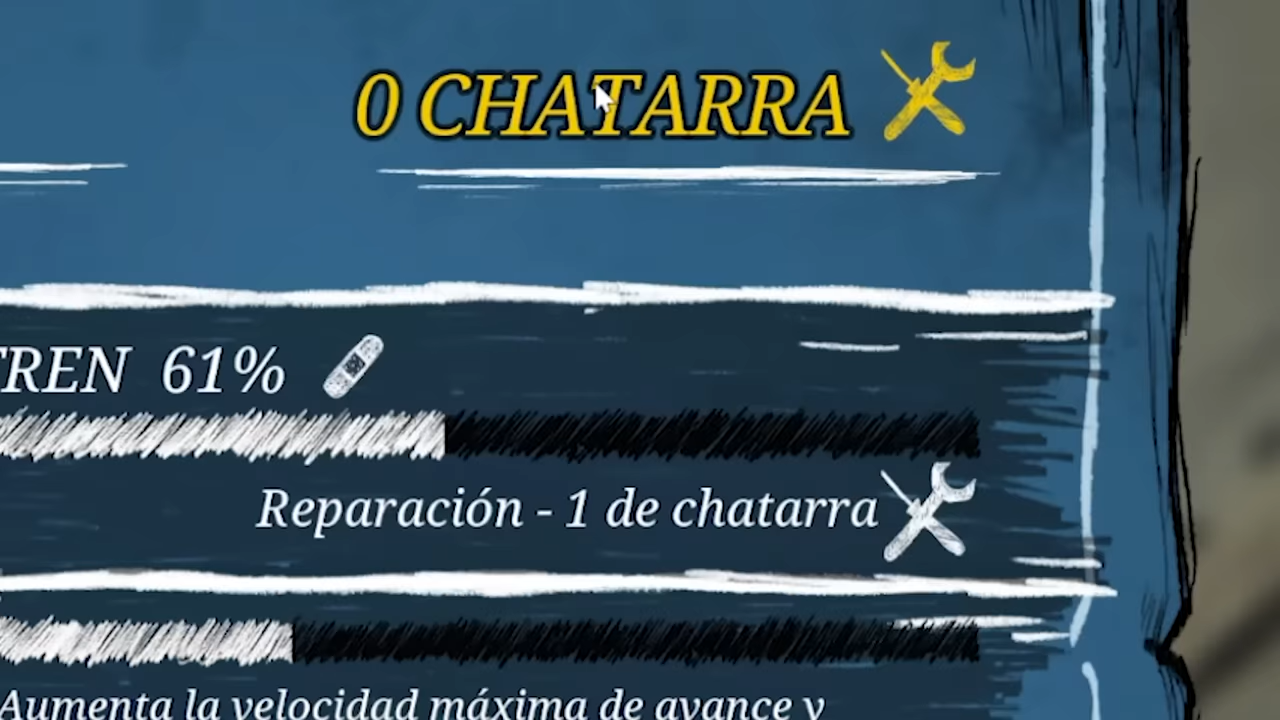 0 CHATARRA
TREN 61%
Reparación - 1 de chatarra
Aumenta la velocidad máxima de avance y